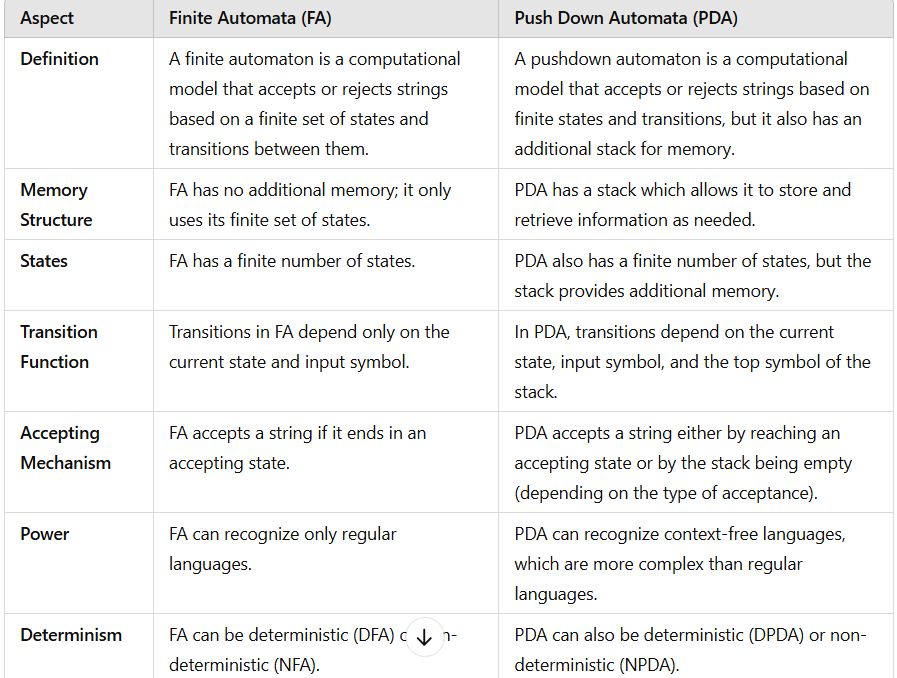 Aspect Finite Automata (FA) Push Down Automata (PDA)
Definition
A finite automaton is a computational
model that accepts or rejects strings
based on a finite set of states and
transitions between them.
A pushdown automaton is a computational
model that accepts or rejects strings based on
finite states and transitions, but it also has an
additional stack for memory.
Memory
Structure
FA has no additional memory; it only
uses its finite set of states.
PDA has a stack which allows it to store and
retrieve information as needed.
States
FA has a finite number of states.
PDA also has a finite number of states, but the
stack provides additional memory.
Transition
Function
Transitions in FA depend only on the
current state and input symbol.
In PDA, transitions depend on the current
state, input symbol, and the top symbol of the
stack.
Accepting
Mechanism
FA accepts a string if it ends in an
accepting state.
PDA accepts a string either by reaching an
accepting state or by the stack being empty
(depending on the type of acceptance).
Power
FA can recognize only regular
languages.
PDA can recognize context-free languages,
which are more complex than regular
languages.
Determinism
FA can be deterministic (DFA)
deterministic (NFA).
PDA can also be deterministic (DPDA) or non-
deterministic (NPDA).